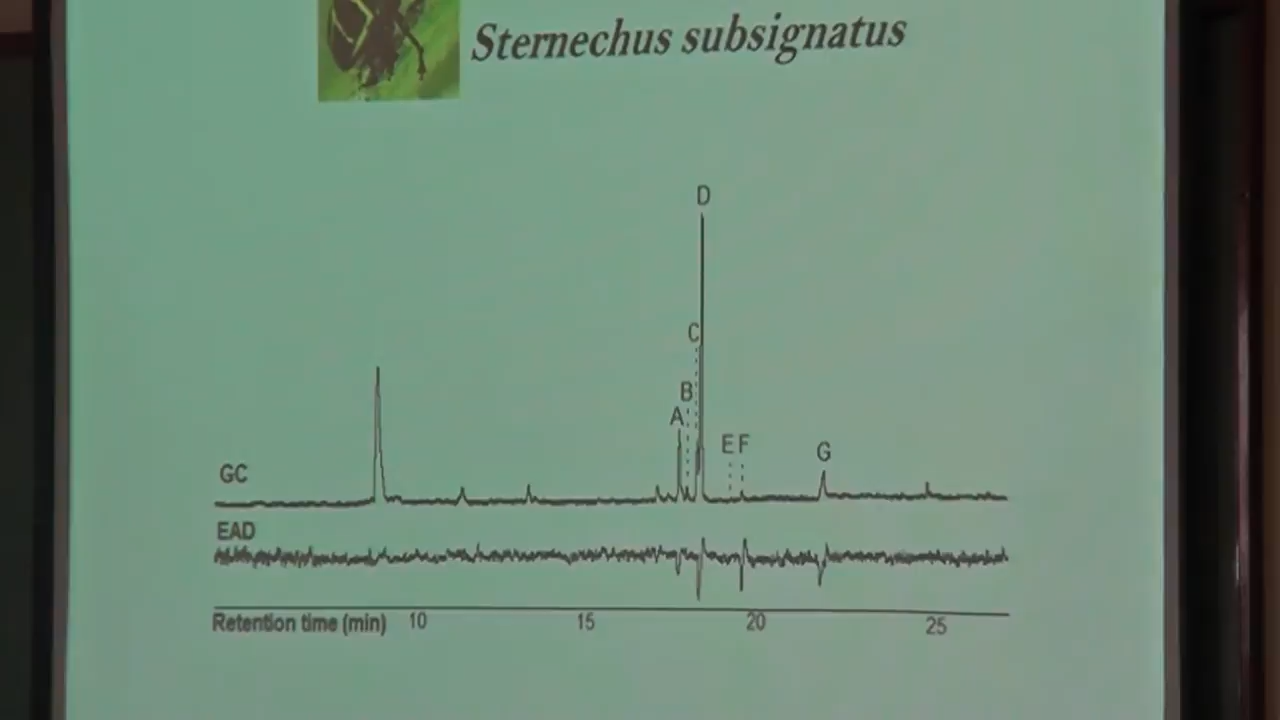 Sternechus subsignatus
D
C
B
A
E F
G
GC
EAD
Retention time (min) 10 15 20 25